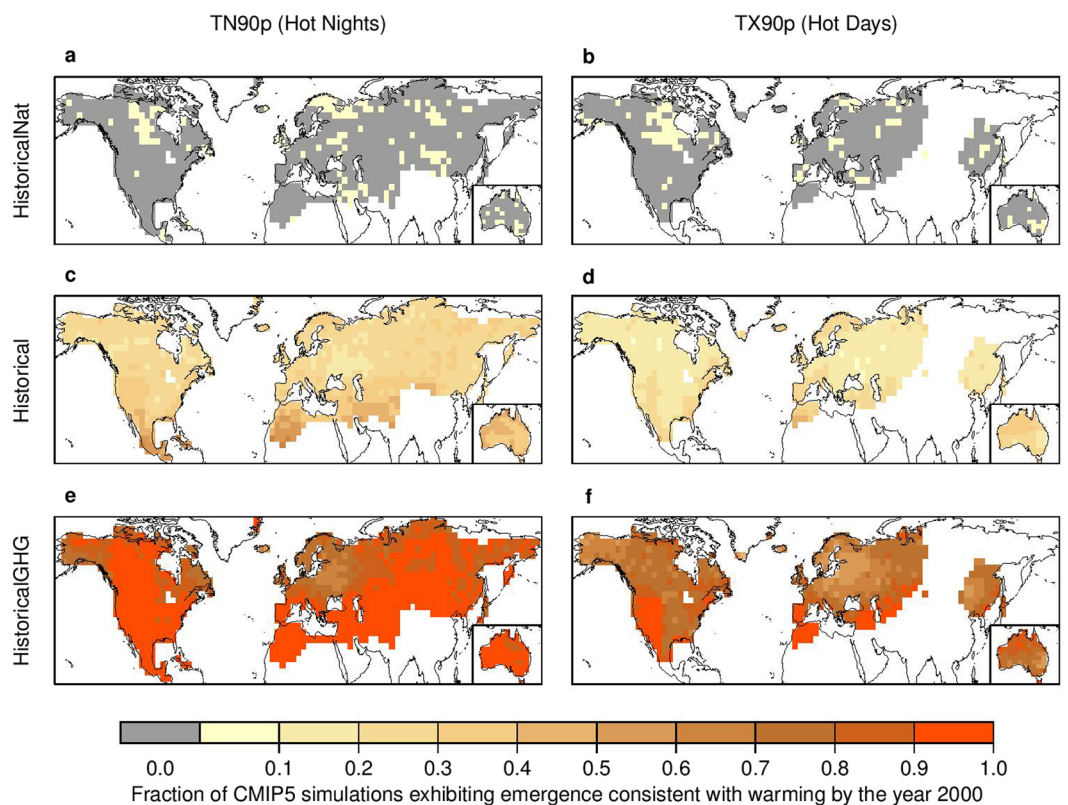 TN90p (Hot Nights)
TX90p (Hot Days)
a
b
HistoricalNat
c
d
Historical
e
f
HistoricalGHG
0.0 0.1 0.2 0.3 0.4 0.5 0.6 0.7 0.8 0.9 1.0
Fraction of CMIP5 simulations exhibiting emergence consistent with warming by the year 2000